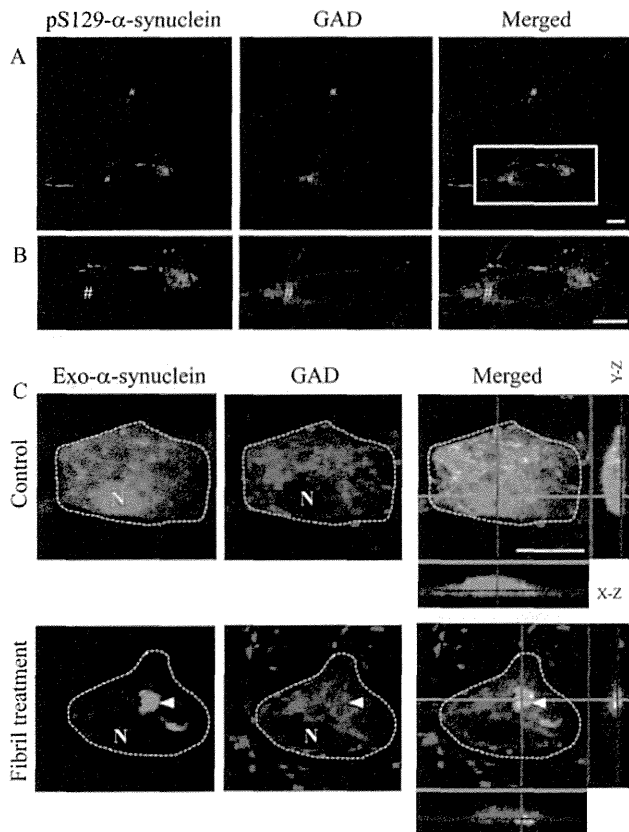 pS129-α-synuclein GAD Merged
A
B
# # #
Exo-α-synuclein GAD Merged Y-Z
C
Control
N N
X-Z
Fibril treatment
N N